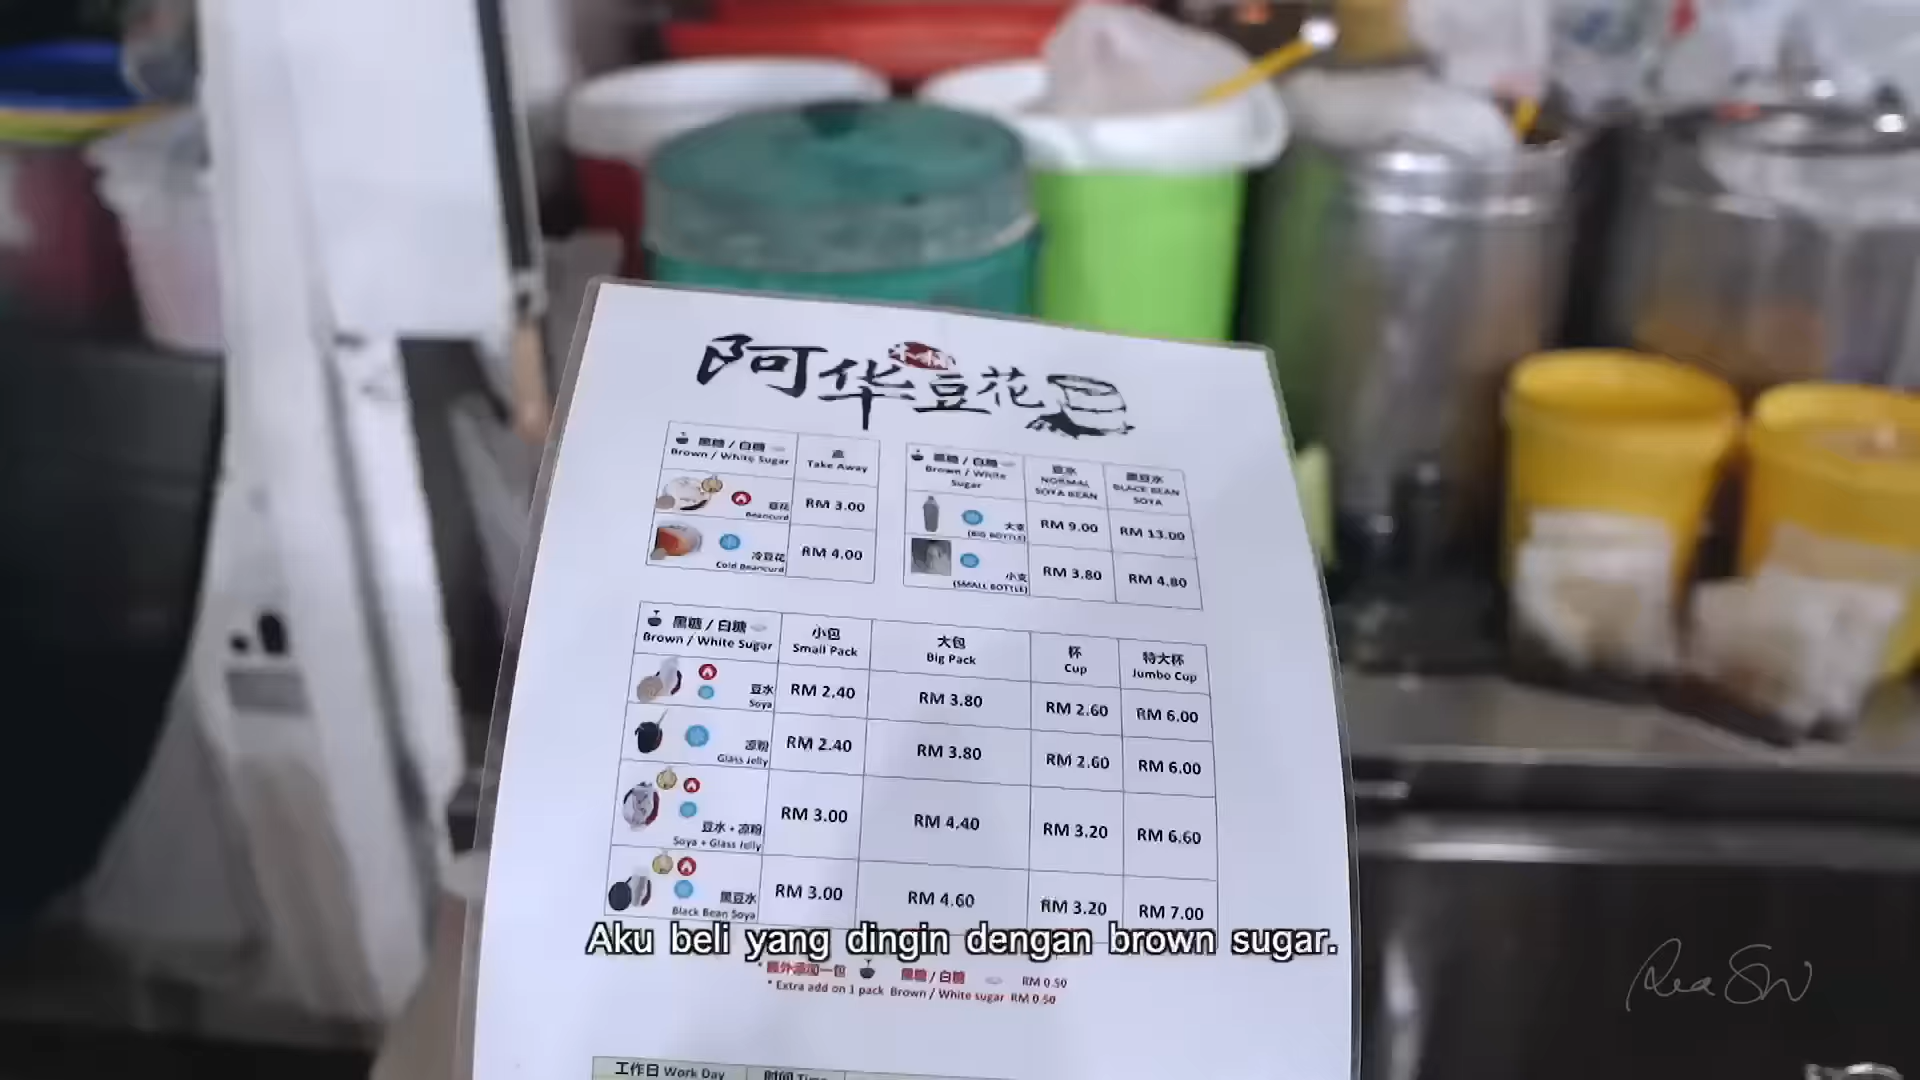 阿华豆花
黑糖 / 白糖
Brown / White Sugar
盒
Take Away
豆花
Beancurd
RM 3.00
冷豆花
Cold Beancurd
RM 4.00
黑糖 / 白糖
Brown / White
Sugar
豆水
NORMAL
SOYA BEAN
黑豆水
BLACK BEAN
SOYA
大支
(BIG BOTTLE)
RM 9.00
RM 13.00
小支
(SMALL BOTTLE)
RM 3.80
RM 4.80
黑糖 / 白糖
Brown / White Sugar
小包
Small Pack
大包
Big Pack
杯
Cup
特大杯
Jumbo Cup
豆水
Soya
RM 2.40
RM 3.80
RM 2.60
RM 6.00
凉粉
Glass Jelly
RM 2.40
RM 3.80
RM 2.60
RM 6.00
豆水 + 凉粉
Soya + Glass Jelly
RM 3.00
RM 4.40
RM 3.20
RM 6.60
黑豆水
Black Bean Soya
RM 3.00
RM 4.60
RM 3.20
RM 7.00
Aku beli yang dingin dengan brown sugar.
* 额外添加一包 黑糖 / 白糖 RM 0.50
* Extra add on 1 pack Brown / White sugar RM 0.50
工作日 Work Day
时间